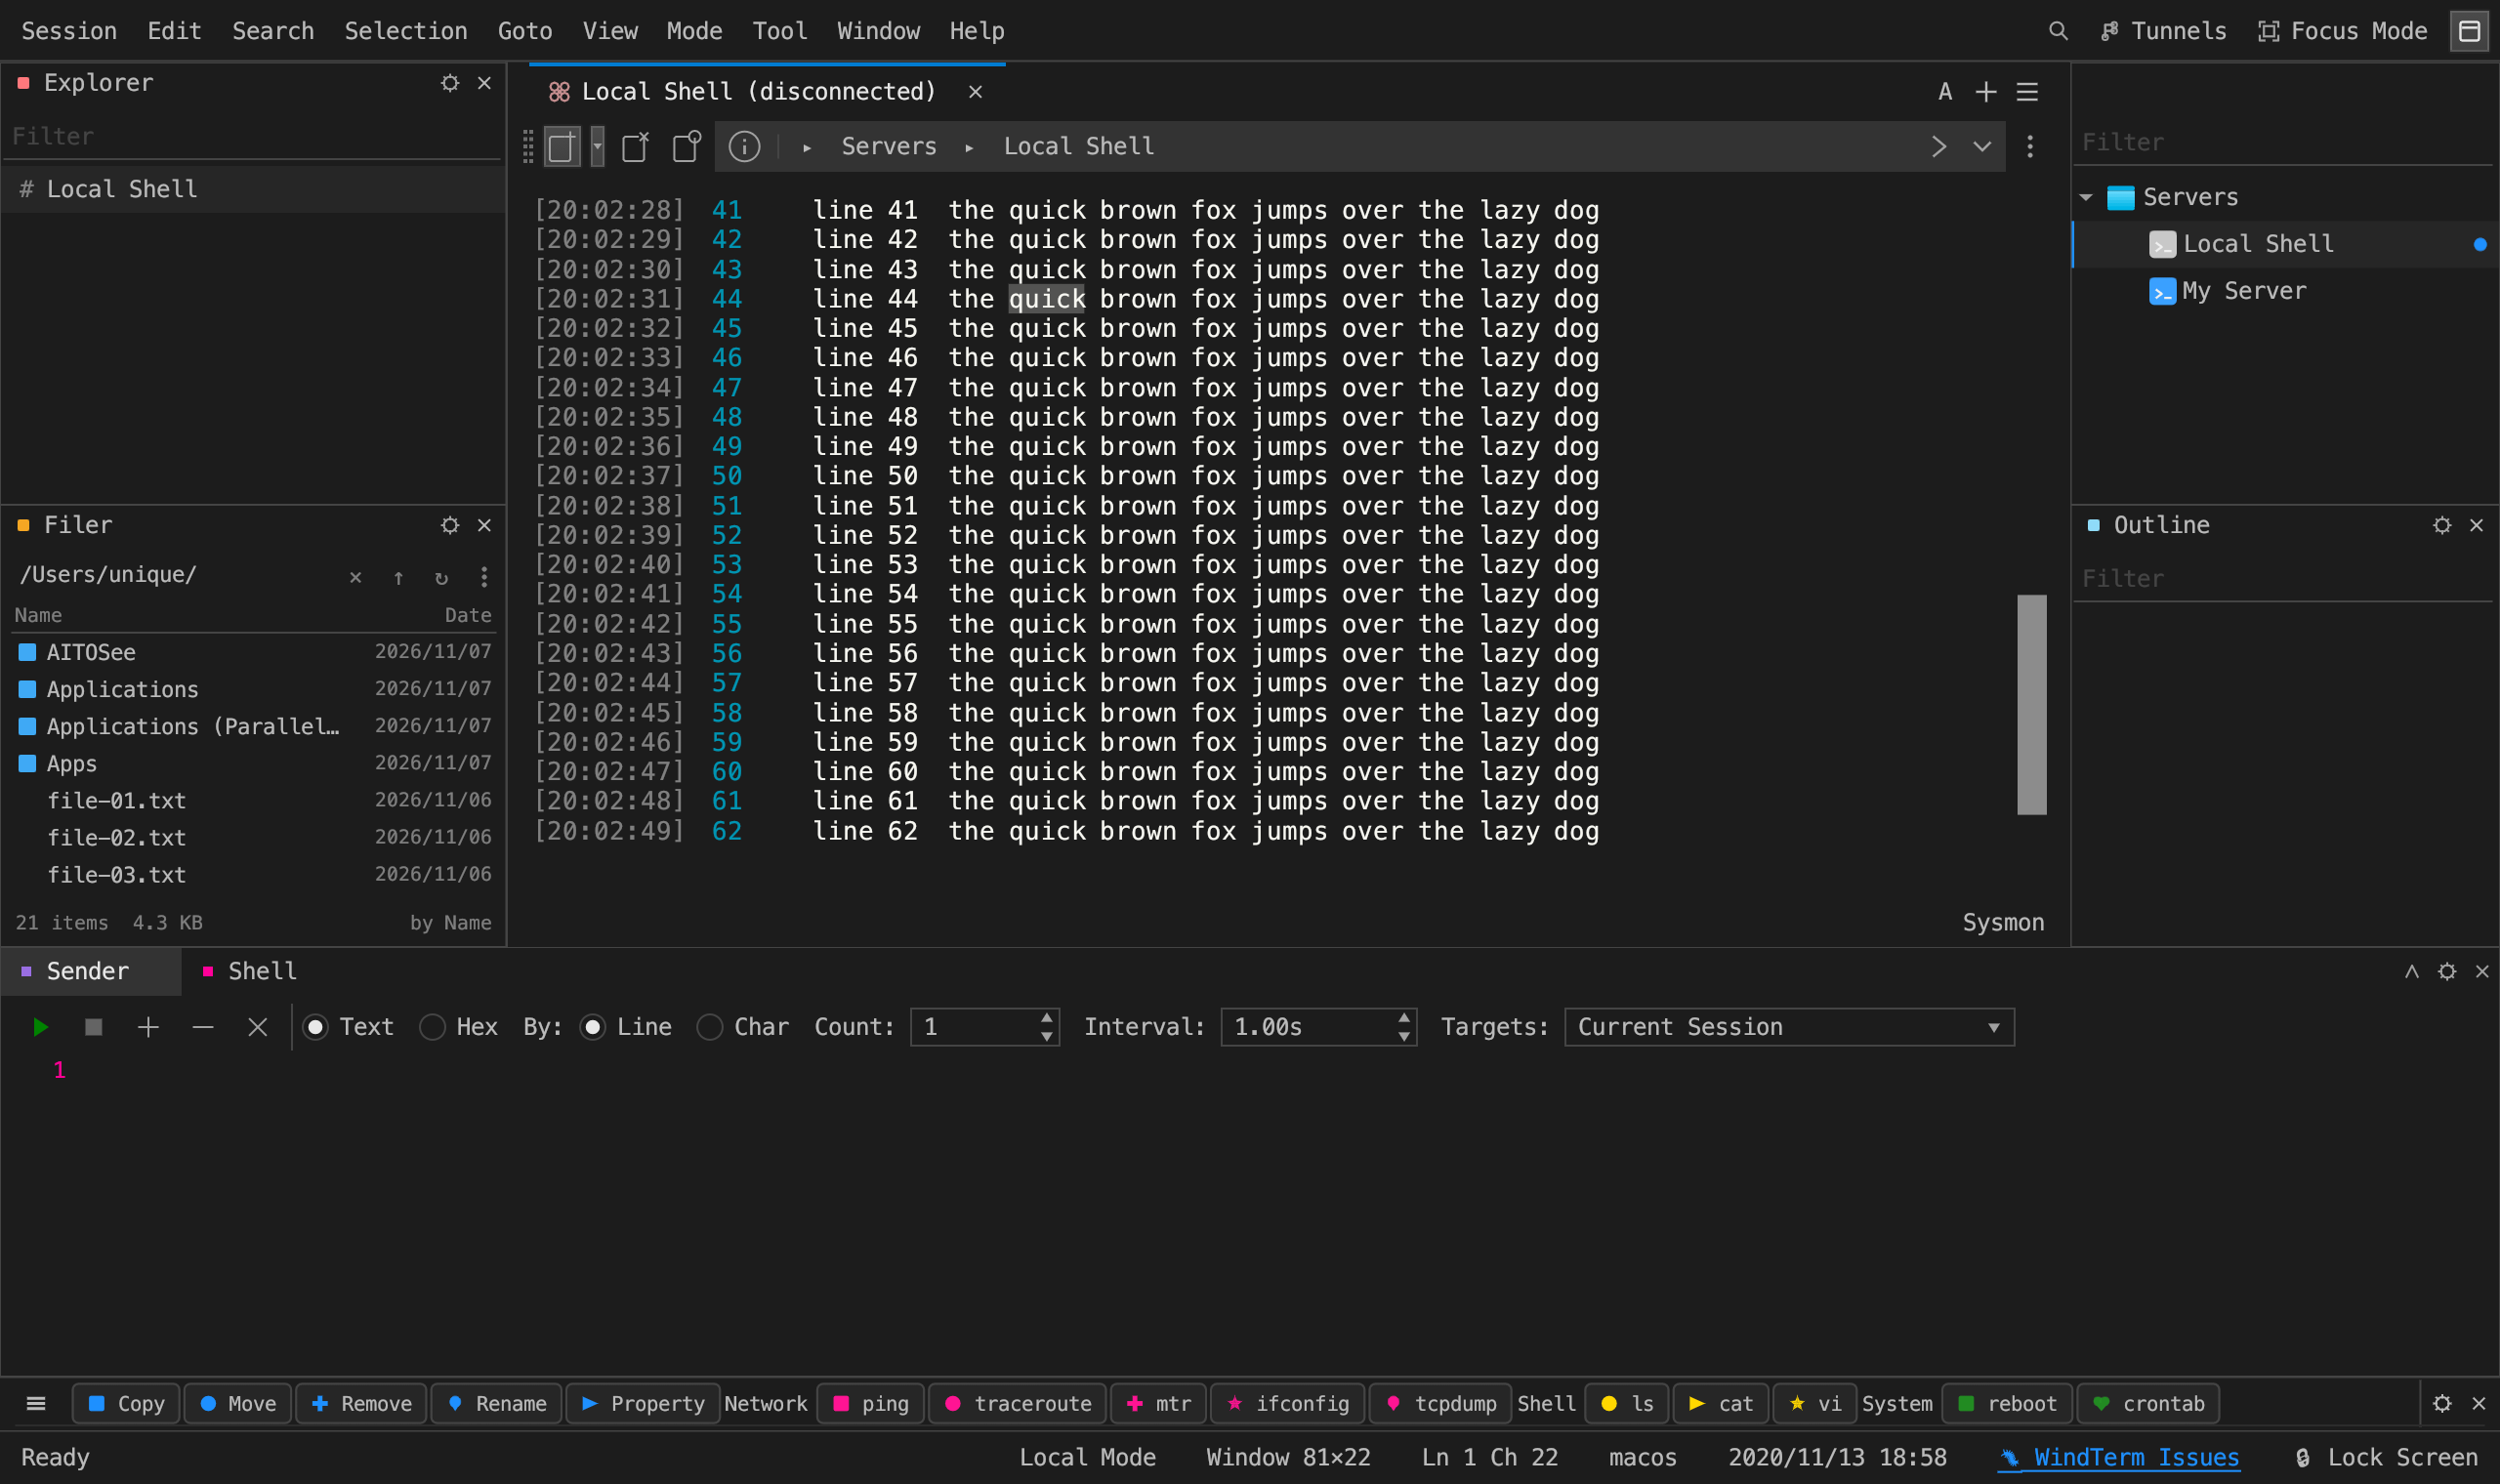 Session Edit Search Selection Goto View Mode Tool Window Help Tunnels Focus Mode
Explorer
Filter
# Local Shell
Filer
/Users/unique/
Name Date
AITOSee 2026/11/07
Applications 2026/11/07
Applications (Parallel… 2026/11/07
Apps 2026/11/07
file-01.txt 2026/11/06
file-02.txt 2026/11/06
file-03.txt 2026/11/06
21 items 4.3 KB by Name
Local Shell (disconnected) A
Servers Local Shell
[20:02:28] 41 line 41 the quick brown fox jumps over the lazy dog
[20:02:29] 42 line 42 the quick brown fox jumps over the lazy dog
[20:02:30] 43 line 43 the quick brown fox jumps over the lazy dog
[20:02:31] 44 line 44 the quick brown fox jumps over the lazy dog
[20:02:32] 45 line 45 the quick brown fox jumps over the lazy dog
[20:02:33] 46 line 46 the quick brown fox jumps over the lazy dog
[20:02:34] 47 line 47 the quick brown fox jumps over the lazy dog
[20:02:35] 48 line 48 the quick brown fox jumps over the lazy dog
[20:02:36] 49 line 49 the quick brown fox jumps over the lazy dog
[20:02:37] 50 line 50 the quick brown fox jumps over the lazy dog
[20:02:38] 51 line 51 the quick brown fox jumps over the lazy dog
[20:02:39] 52 line 52 the quick brown fox jumps over the lazy dog
[20:02:40] 53 line 53 the quick brown fox jumps over the lazy dog
[20:02:41] 54 line 54 the quick brown fox jumps over the lazy dog
[20:02:42] 55 line 55 the quick brown fox jumps over the lazy dog
[20:02:43] 56 line 56 the quick brown fox jumps over the lazy dog
[20:02:44] 57 line 57 the quick brown fox jumps over the lazy dog
[20:02:45] 58 line 58 the quick brown fox jumps over the lazy dog
[20:02:46] 59 line 59 the quick brown fox jumps over the lazy dog
[20:02:47] 60 line 60 the quick brown fox jumps over the lazy dog
[20:02:48] 61 line 61 the quick brown fox jumps over the lazy dog
[20:02:49] 62 line 62 the quick brown fox jumps over the lazy dog
Sysmon
Filter
Servers
Local Shell
My Server
Outline
Filter
Sender Shell
Text Hex By: Line Char Count: 1 Interval: 1.00s Targets: Current Session
1
Copy Move Remove Rename Property Network ping traceroute mtr ifconfig tcpdump Shell ls cat vi System reboot crontab
Ready Local Mode Window 81×22 Ln 1 Ch 22 macos 2020/11/13 18:58 WindTerm Issues Lock Screen